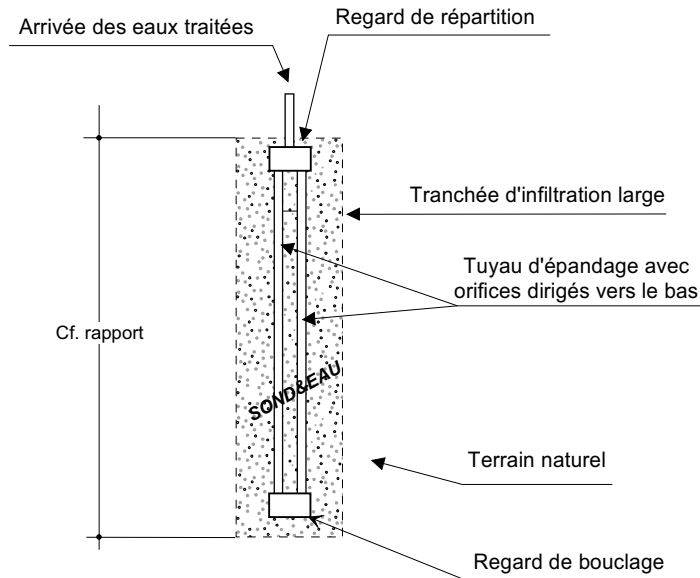 Arrivée des eaux traitées
Regard de répartition
Tranchée d'infiltration large
Tuyau d'épandage avec
orifices dirigés vers le bas
Cf. rapport
SOND&EAU
Terrain naturel
Regard de bouclage